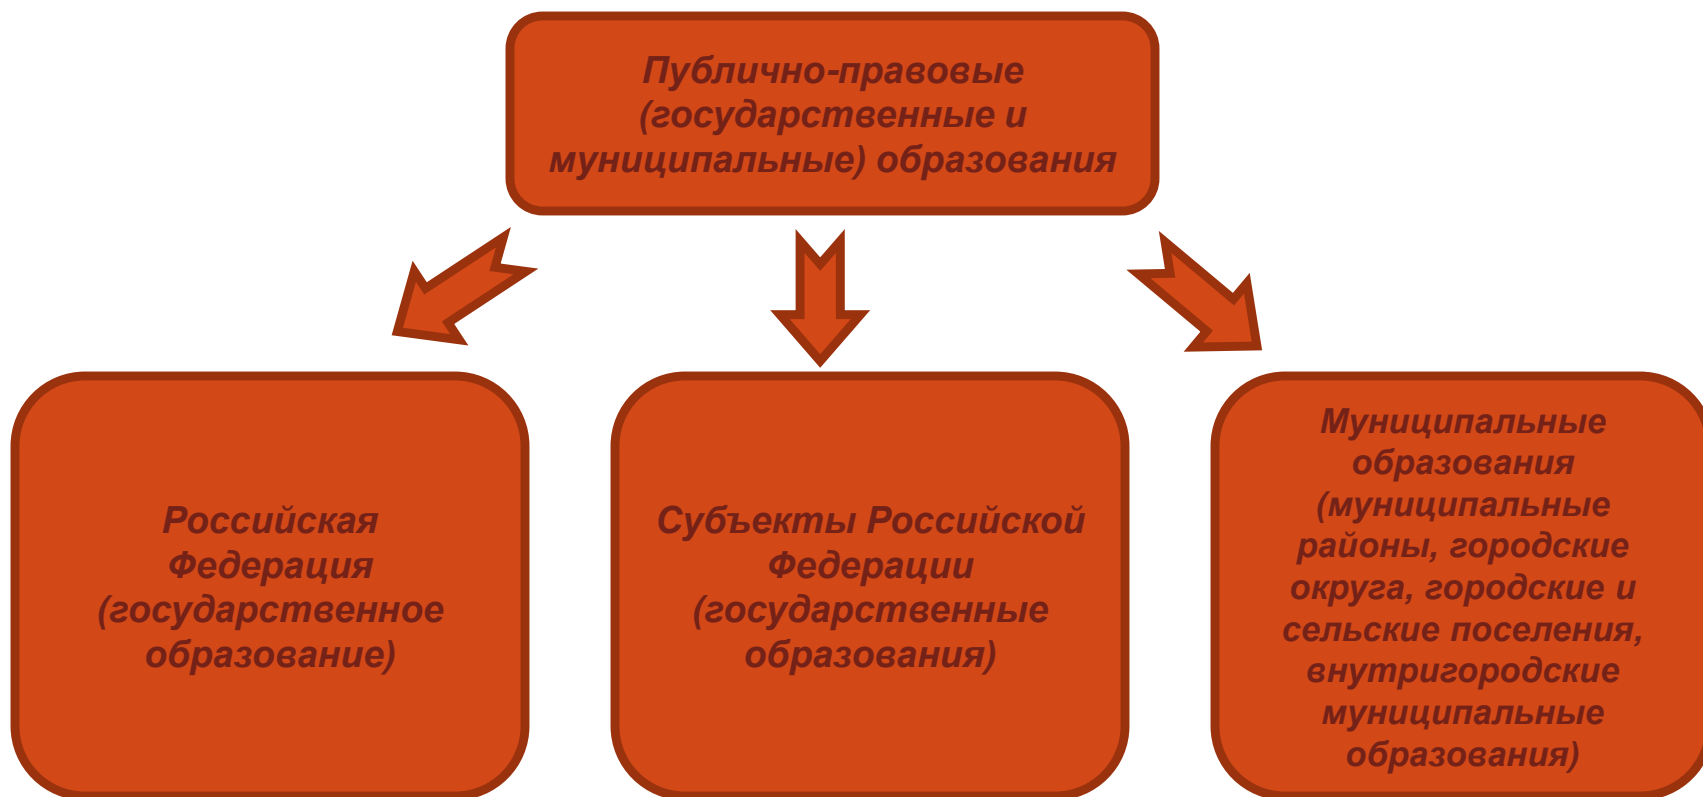 Публично-правовые
(государственные и
муниципальные) образования
Российская
Федерация
(государственное
образование)
Субъекты Российской
Федерации
(государственные
образования)
Муниципальные
образования
(муниципальные
районы, городские
округа, городские и
сельские поселения,
внутригородские
муниципальные
образования)